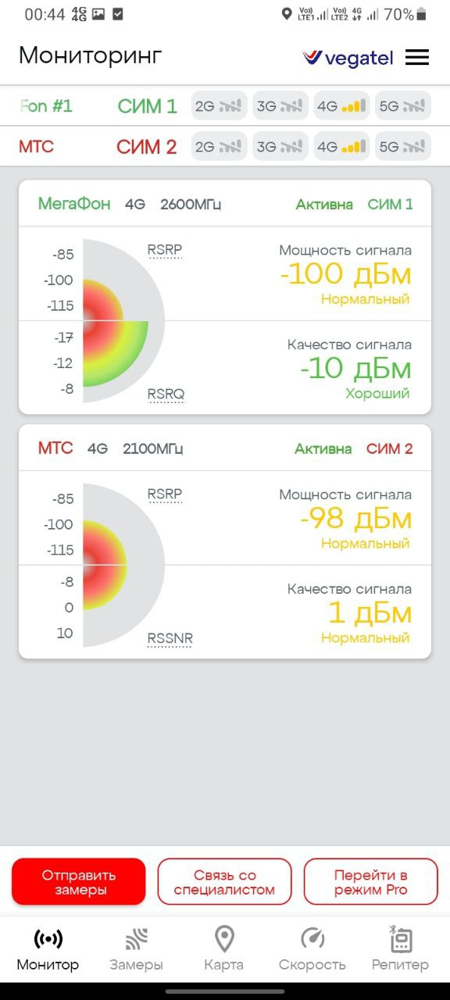 00:44 4G 4G Vo)) LTE1 Vo)) LTE2 4G 70%
Мониторинг vegatel
Fon #1 СИМ 1 2G 3G 4G 5G
МТС СИМ 2 2G 3G 4G 5G
МегаФон 4G 2600МГц Активна СИМ 1
-85
-100
-115
-17
-12
-8
RSRP
RSRQ
Мощность сигнала
-100 дБм
Нормальный
Качество сигнала
-10 дБм
Хороший
МТС 4G 2100МГц Активна СИМ 2
-85
-100
-115
-8
0
10
RSRP
RSSNR
Мощность сигнала
-98 дБм
Нормальный
Качество сигнала
1 дБм
Нормальный
Отправить
замеры
Связь со
специалистом
Перейти в
режим Pro
Монитор Замеры Карта Скорость Репитер